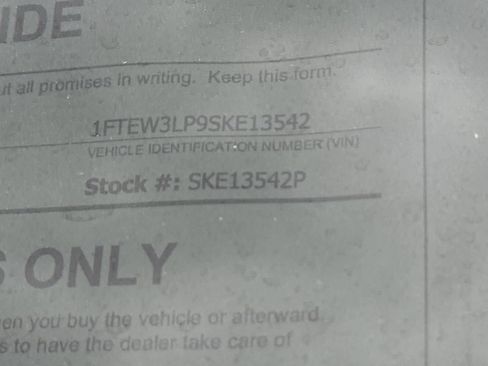 IDE
ut all promises in writing. Keep this form.
1FTEW3LP9SKE13542
VEHICLE IDENTIFICATION NUMBER (VIN)
Stock #: SKE13542P
S ONLY
en you buy the vehicle or afterward.
s to have the dealer take care of